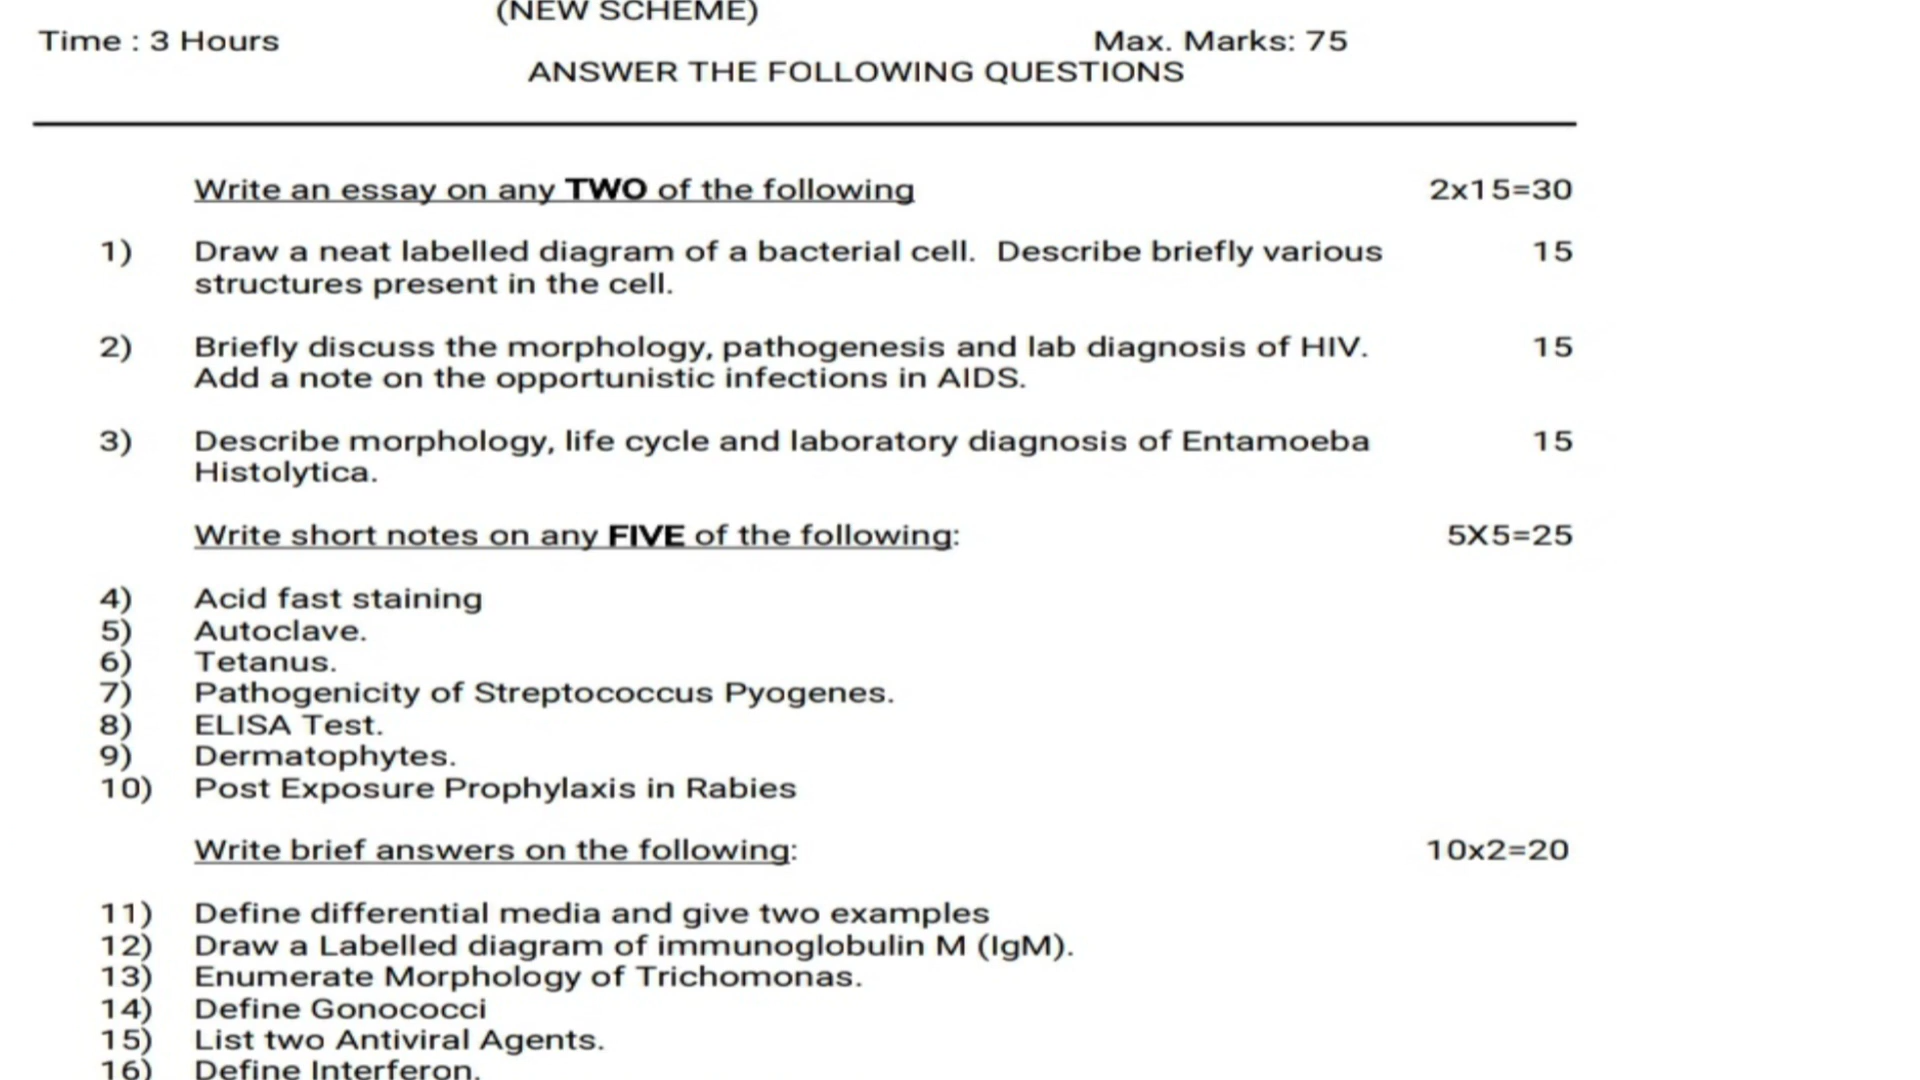 (NEW SCHEME)
Time : 3 Hours Max. Marks: 75
ANSWER THE FOLLOWING QUESTIONS
Write an essay on any TWO of the following 2x15=30
1) Draw a neat labelled diagram of a bacterial cell. Describe briefly various 15
structures present in the cell.
2) Briefly discuss the morphology, pathogenesis and lab diagnosis of HIV. 15
Add a note on the opportunistic infections in AIDS.
3) Describe morphology, life cycle and laboratory diagnosis of Entamoeba 15
Histolytica.
Write short notes on any FIVE of the following: 5X5=25
4) Acid fast staining
5) Autoclave.
6) Tetanus.
7) Pathogenicity of Streptococcus Pyogenes.
8) ELISA Test.
9) Dermatophytes.
10) Post Exposure Prophylaxis in Rabies
Write brief answers on the following: 10x2=20
11) Define differential media and give two examples
12) Draw a Labelled diagram of immunoglobulin M (IgM).
13) Enumerate Morphology of Trichomonas.
14) Define Gonococci
15) List two Antiviral Agents.
16) Define Interferon.